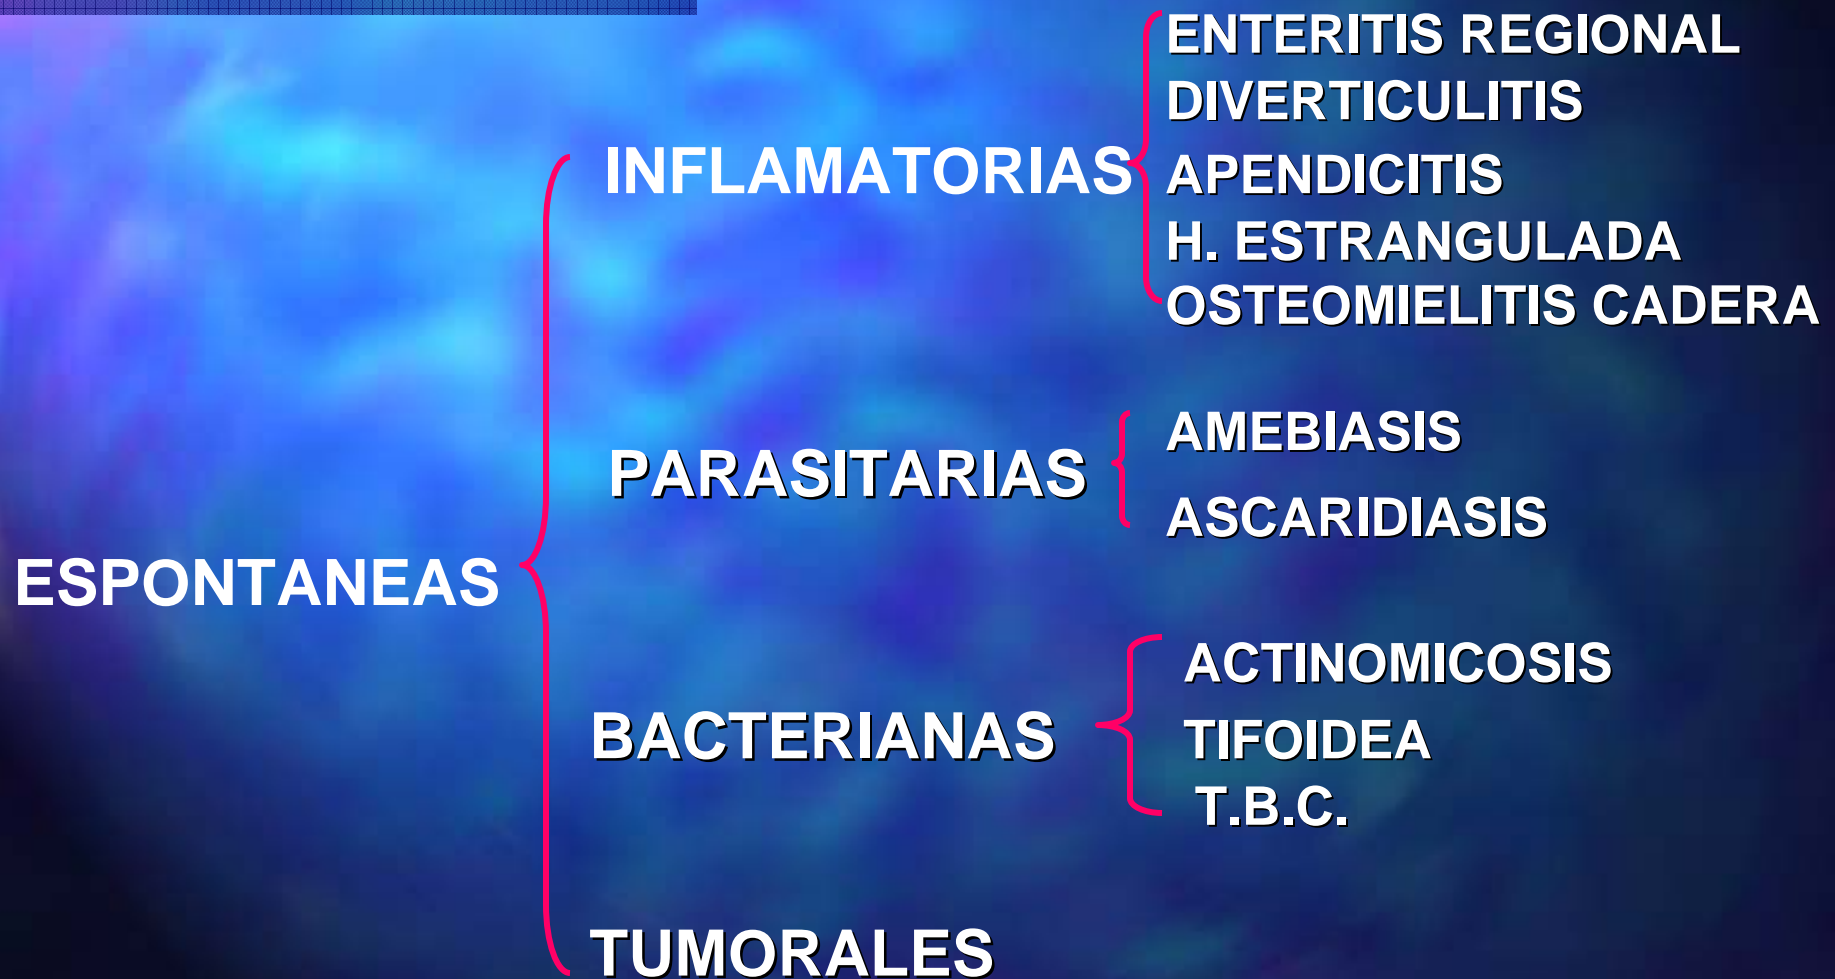 ESPONTANEAS
INFLAMATORIAS
ENTERITIS REGIONAL
DIVERTICULITIS
APENDICITIS
H. ESTRANGULADA
OSTEOMIELITIS CADERA
PARASITARIAS
AMEBIASIS
ASCARIDIASIS
BACTERIANAS
ACTINOMICOSIS
TIFOIDEA
T.B.C.
TUMORALES